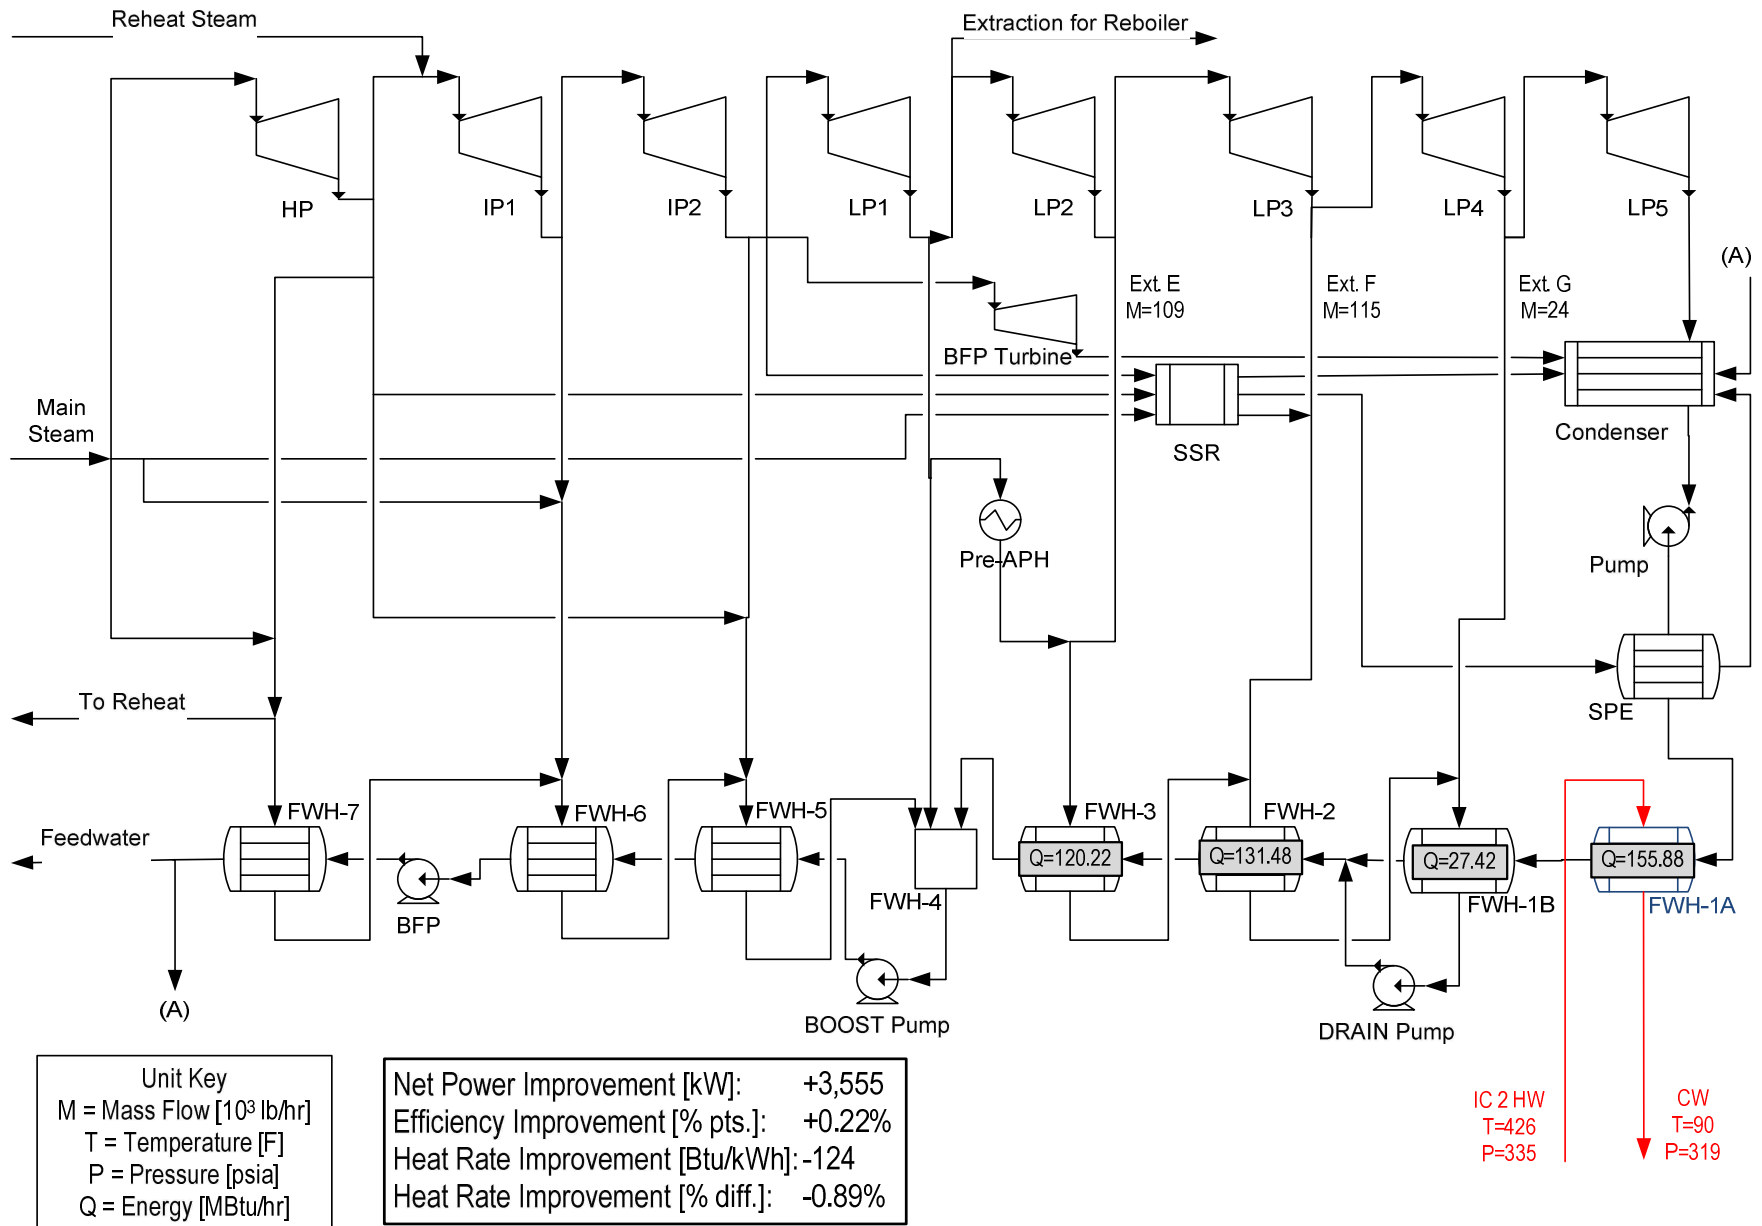 Reheat Steam
Extraction for Reboiler
HP
IP1
IP2
LP1
LP2
LP3
LP4
LP5
(A)
Ext. E
M=109
Ext. F
M=115
Ext. G
M=24
BFP Turbine
Main
Steam
SSR
Condenser
Pre-APH
Pump
To Reheat
SPE
FWH-7
FWH-6
FWH-5
FWH-3
FWH-2
Feedwater
Q=120.22
Q=131.48
Q=27.42
Q=155.88
FWH-4
FWH-1B
FWH-1A
BFP
(A)
BOOST Pump
DRAIN Pump
Unit Key
M = Mass Flow [10³ lb/hr]
T = Temperature [F]
P = Pressure [psia]
Q = Energy [MBtu/hr]
Net Power Improvement [kW]: +3,555
Efficiency Improvement [% pts.]: +0.22%
Heat Rate Improvement [Btu/kWh]: -124
Heat Rate Improvement [% diff.]: -0.89%
IC 2 HW
T=426
P=335
CW
T=90
P=319